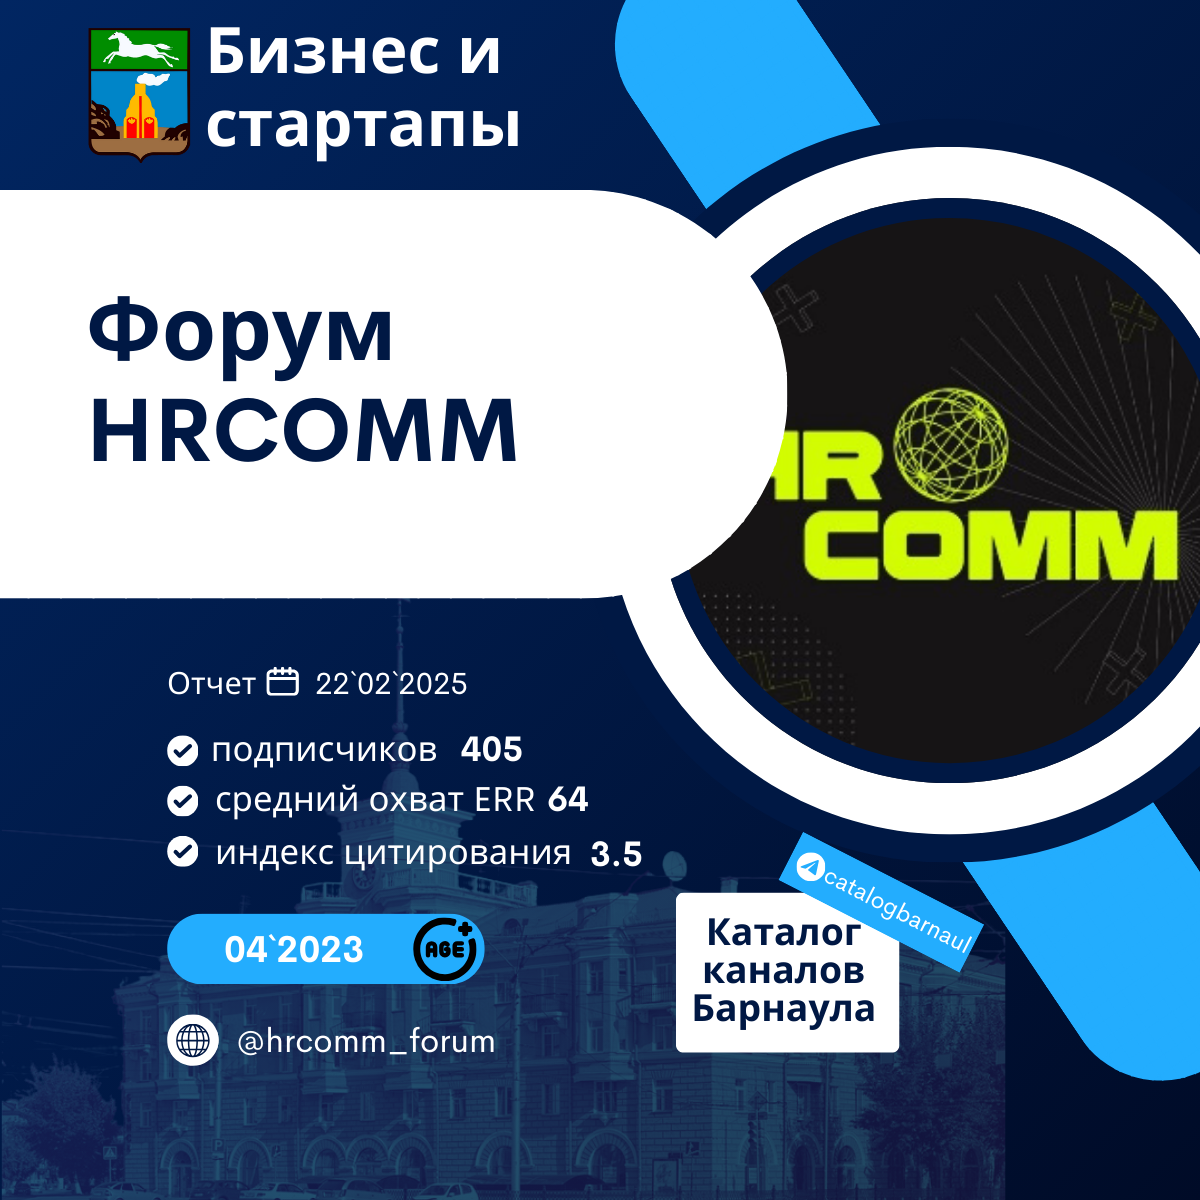 Бизнес и
стартапы
Форум
HRCOMM
HR
COMM
Отчет 22`02`2025
подписчиков 405
средний охват ERR 64
индекс цитирования 3.5
04`2023
AGE+
@hrcomm_forum
catalogbarnaul
Каталог
каналов
Барнаула